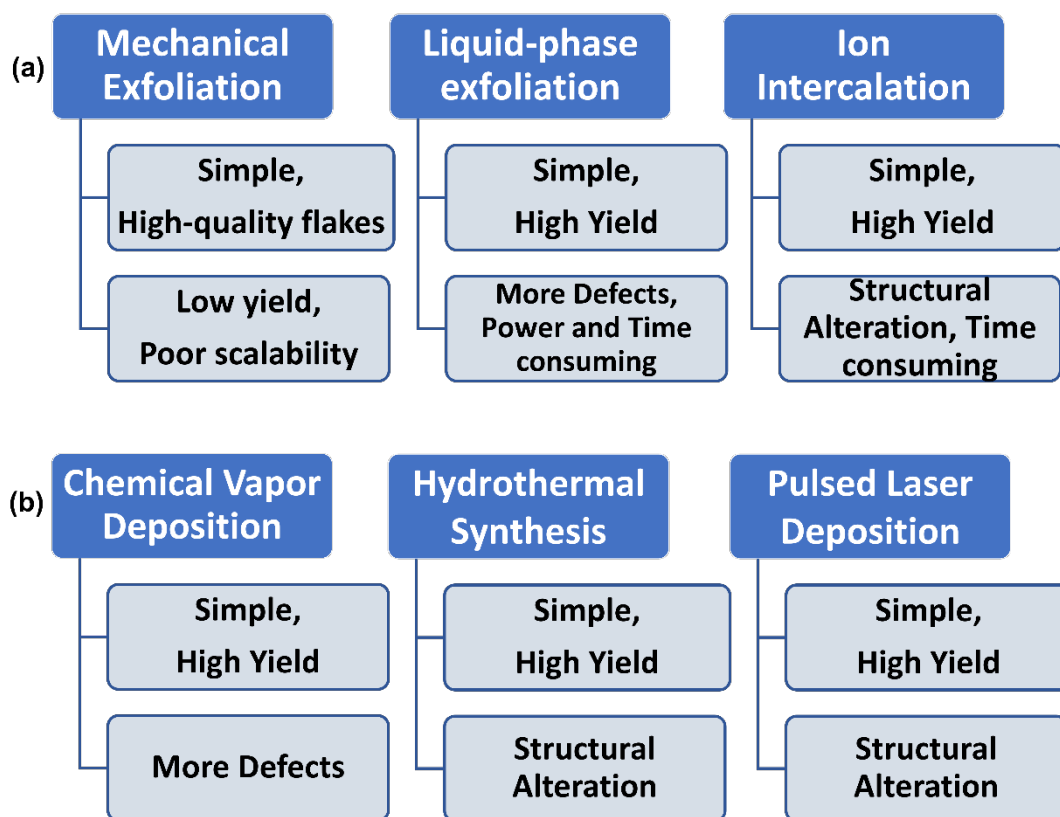 (a)
Mechanical
Exfoliation
Simple,
High-quality flakes
Low yield,
Poor scalability
Liquid-phase
exfoliation
Simple,
High Yield
More Defects,
Power and Time
consuming
Ion
Intercalation
Simple,
High Yield
Structural
Alteration, Time
consuming
(b)
Chemical Vapor
Deposition
Simple,
High Yield
More Defects
Hydrothermal
Synthesis
Simple,
High Yield
Structural
Alteration
Pulsed Laser
Deposition
Simple,
High Yield
Structural
Alteration